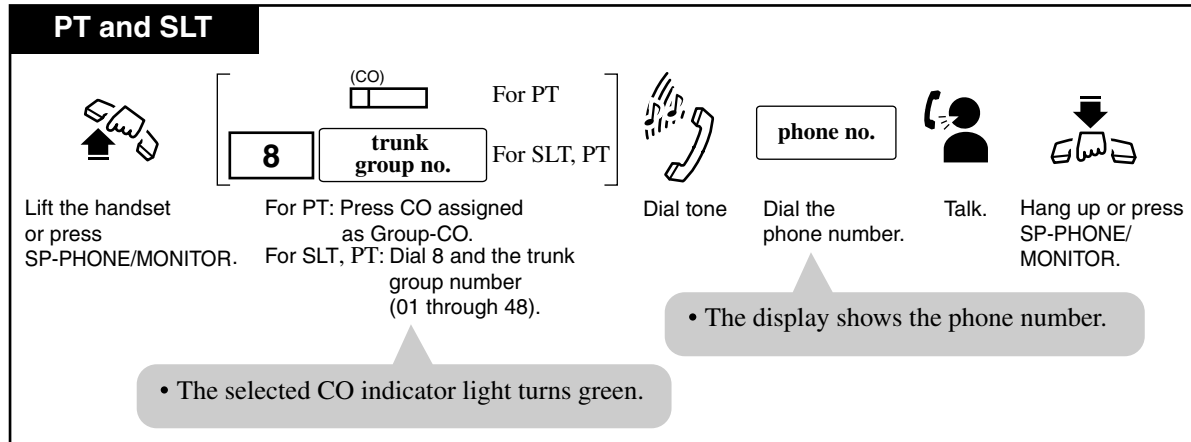 PT and SLT
(CO)
For PT
8
trunk
group no.
For SLT, PT
phone no.
Lift the handset
or press
SP-PHONE/MONITOR.
For PT: Press CO assigned
as Group-CO.
For SLT, PT: Dial 8 and the trunk
group number
(01 through 48).
Dial tone
Dial the
phone number.
Talk.
Hang up or press
SP-PHONE/
MONITOR.
• The display shows the phone number.
• The selected CO indicator light turns green.